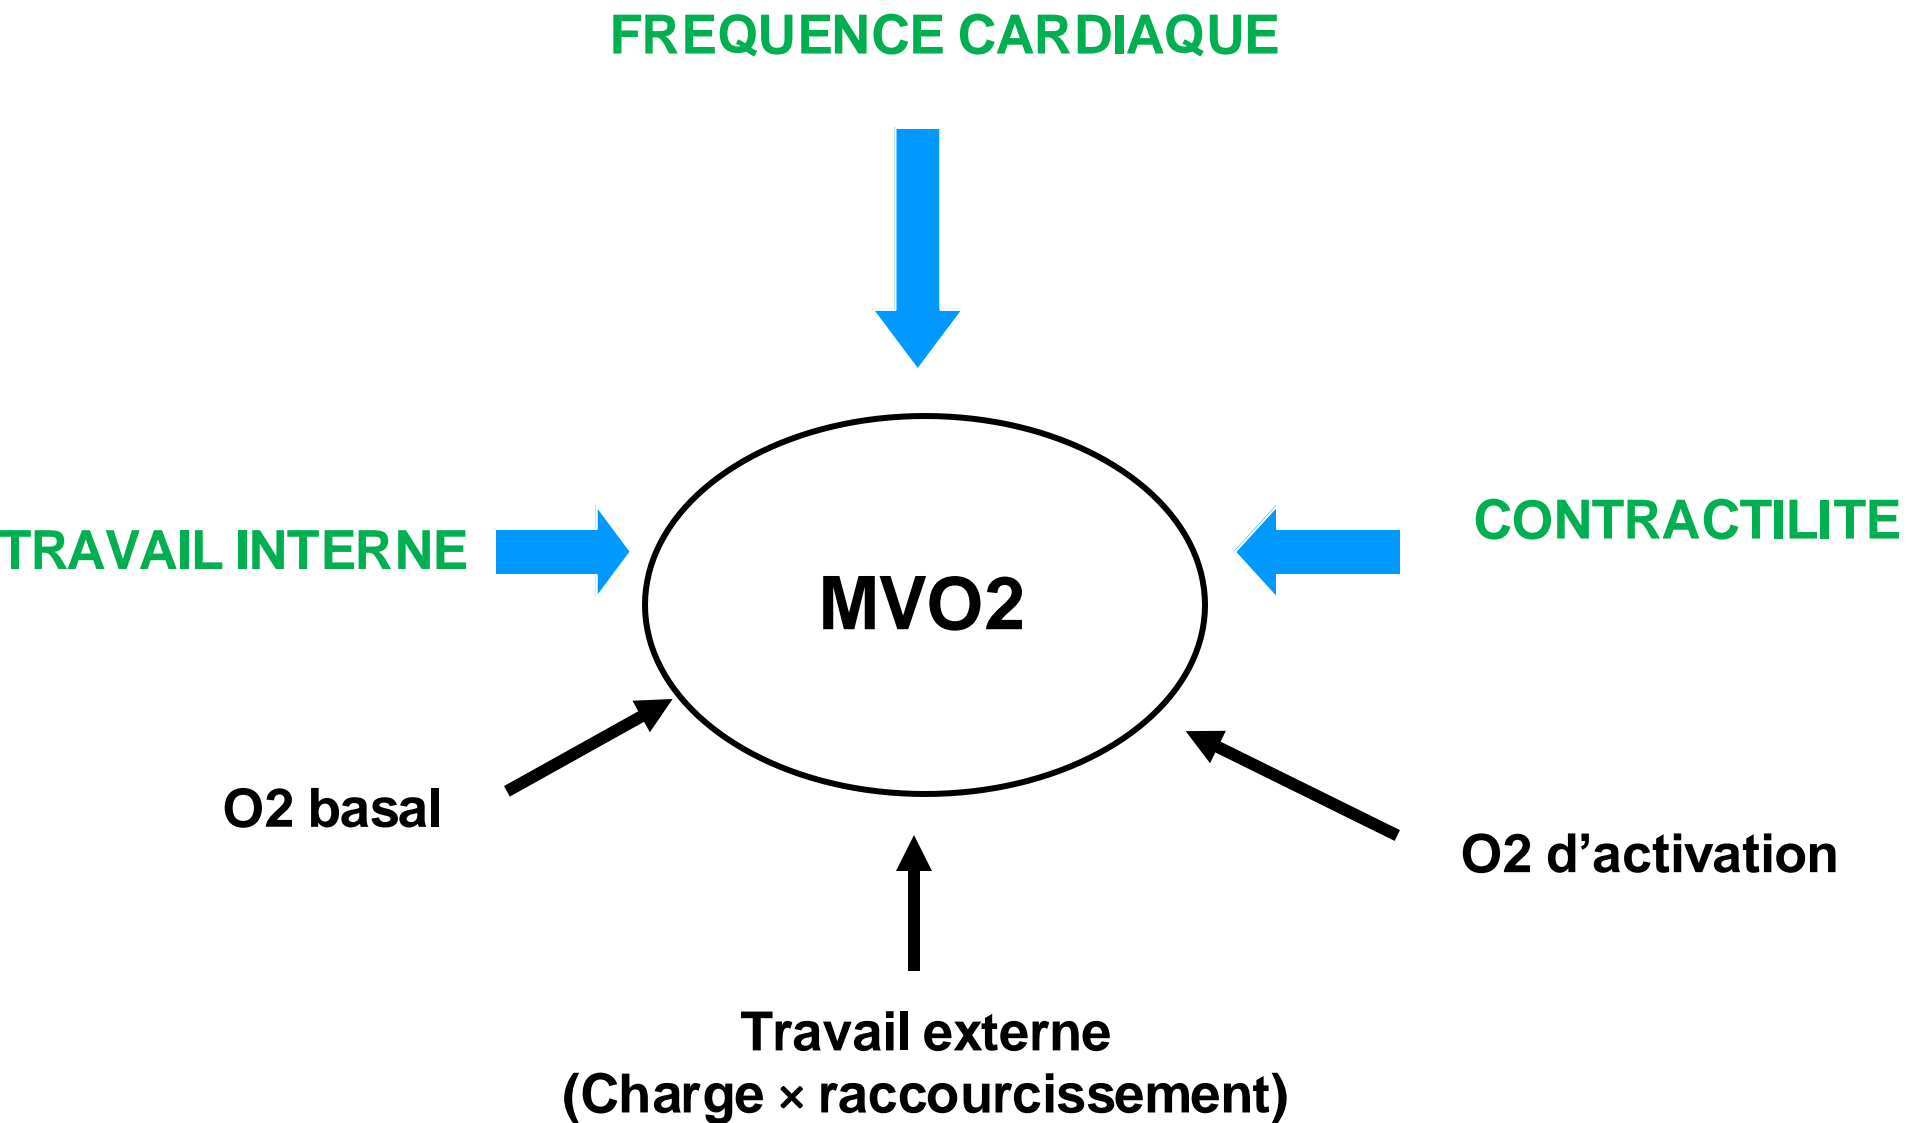 FREQUENCE CARDIAQUE
TRAVAIL INTERNE
CONTRACTILITE
MVO2
O2 basal
O2 d’activation
Travail externe
(Charge × raccourcissement)